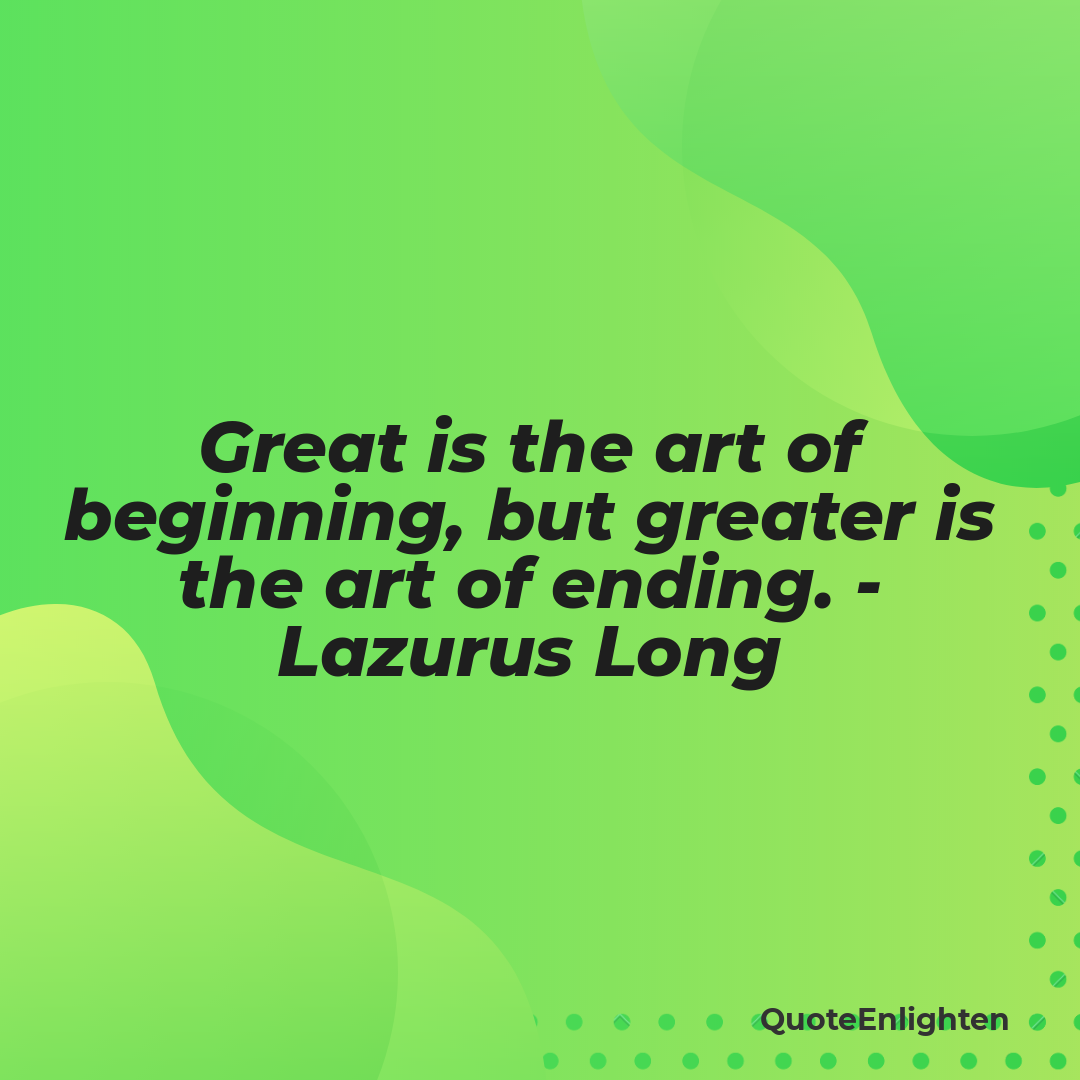 Great is the art of
beginning, but greater is
the art of ending. -
Lazurus Long
QuoteEnlighten